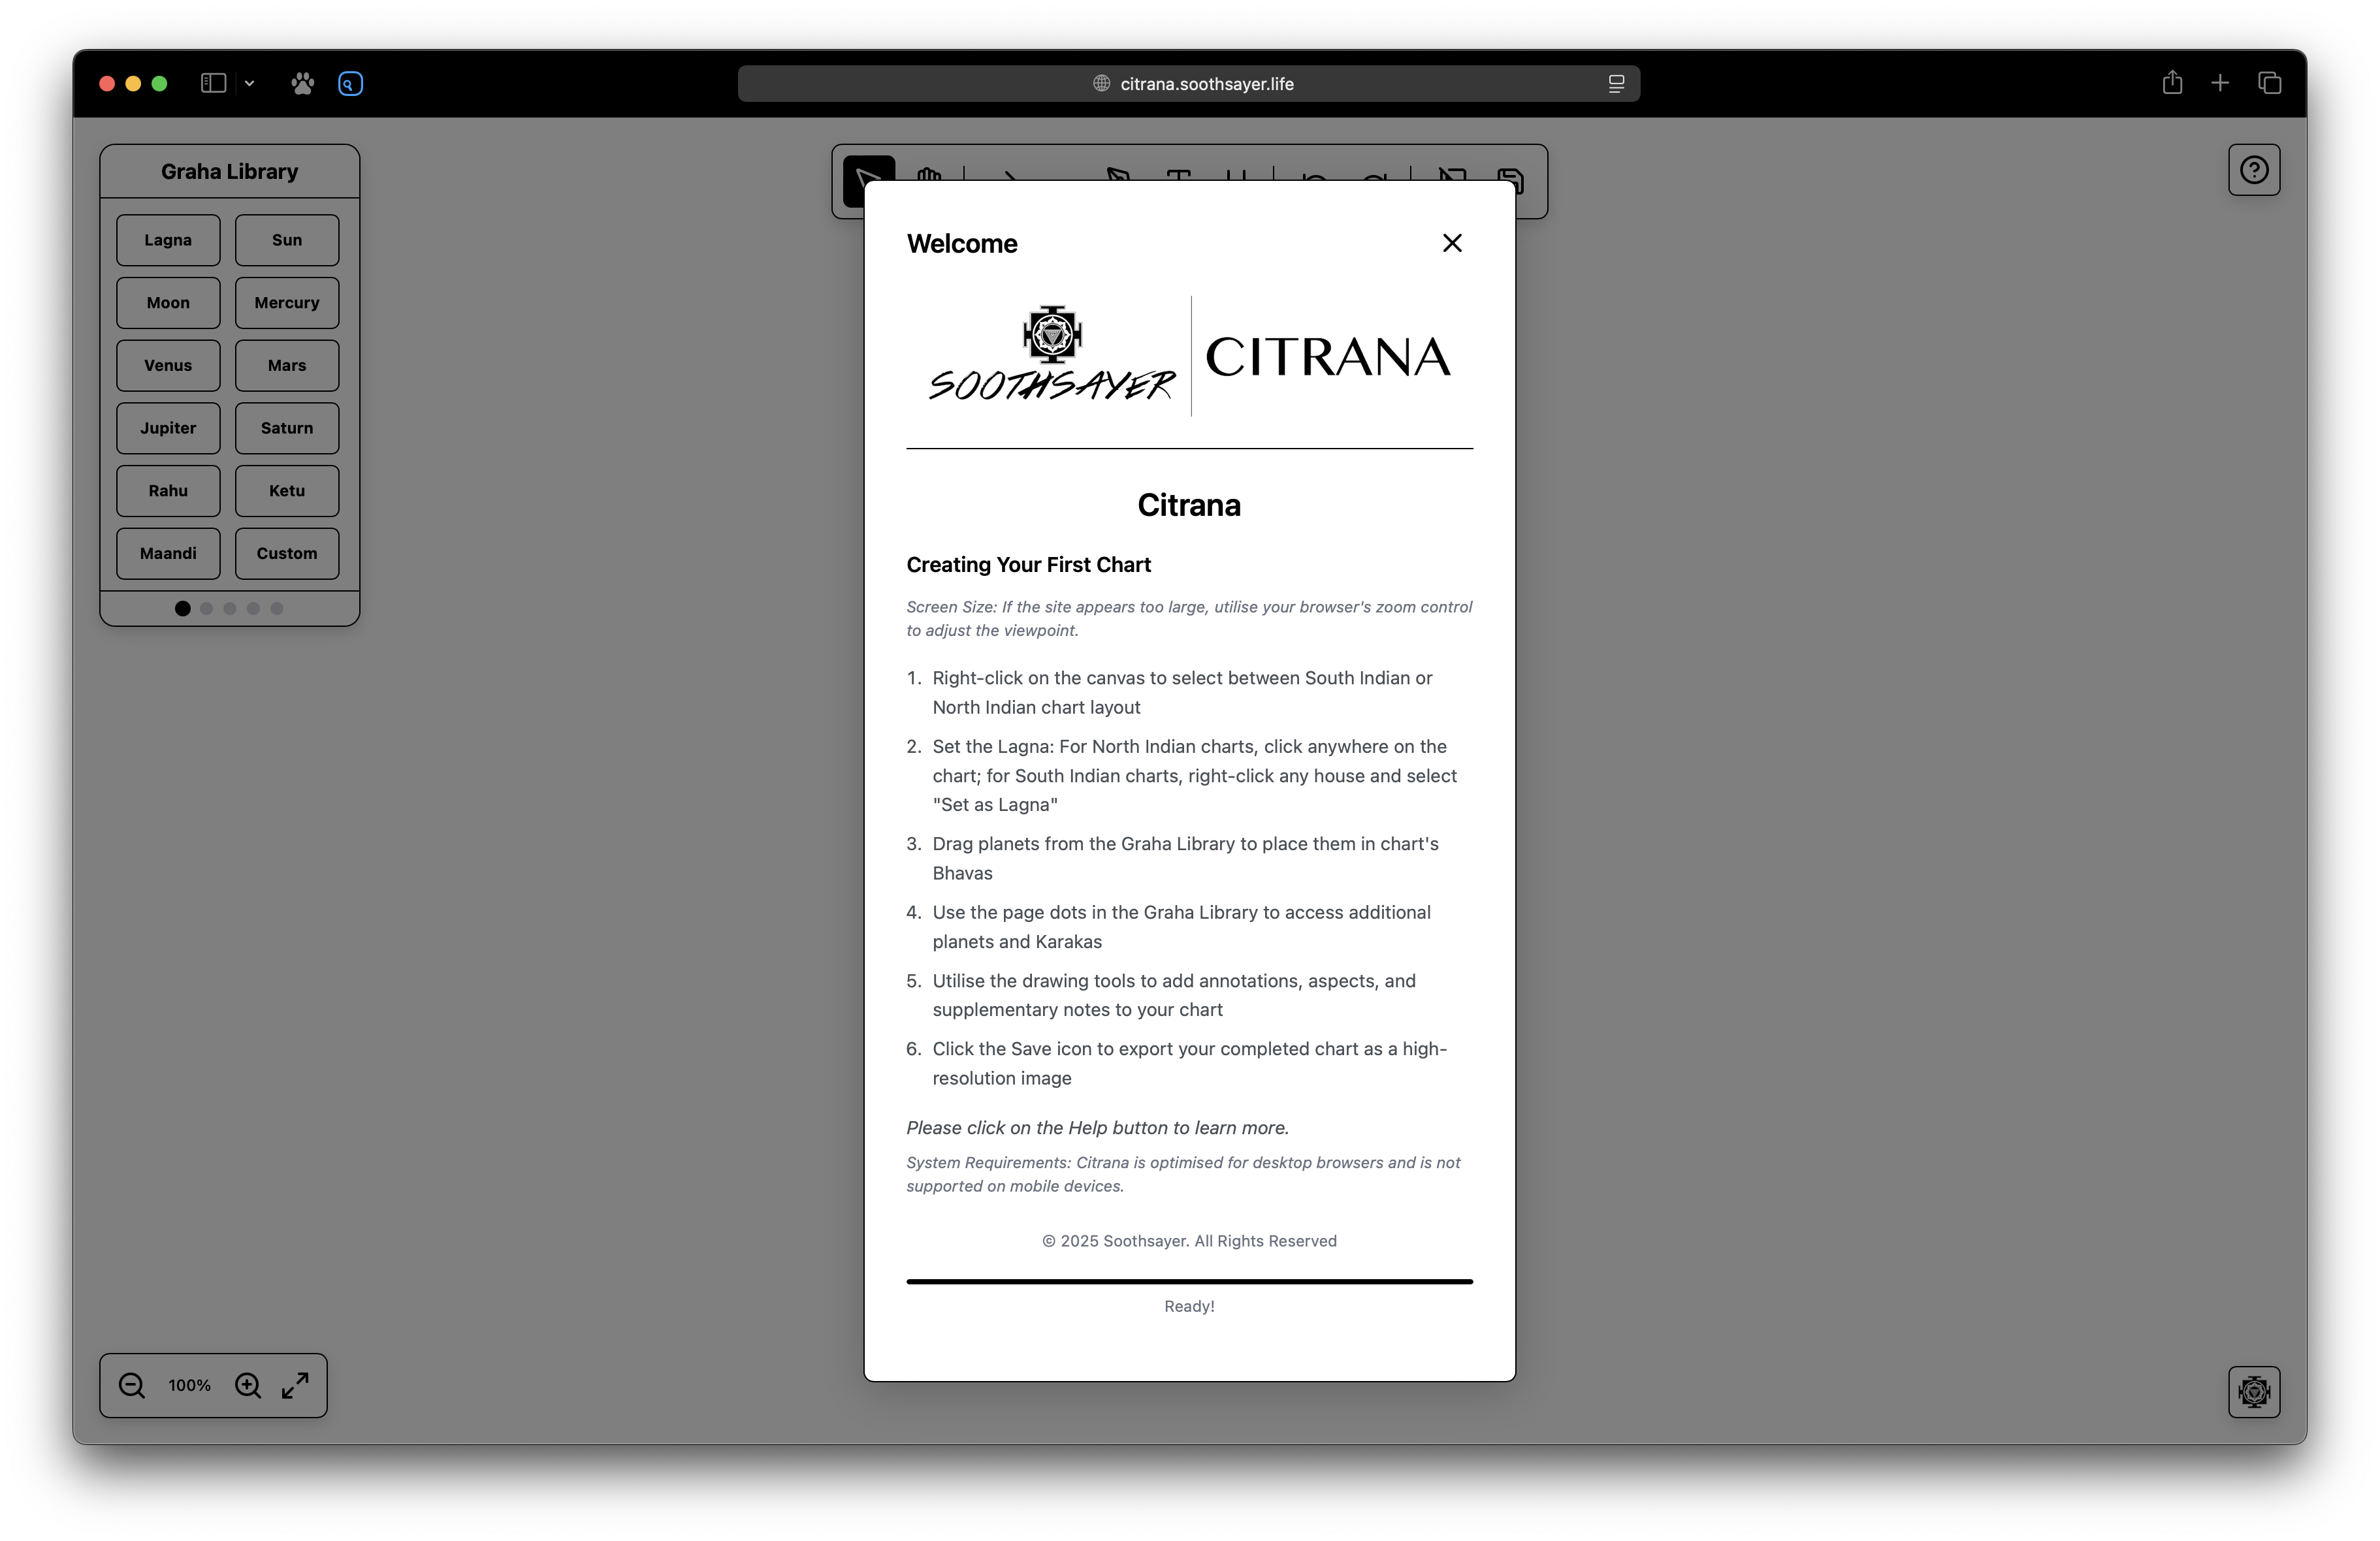 citrana.soothsayer.life
Graha Library
Lagna
Sun
Moon
Mercury
Venus
Mars
Jupiter
Saturn
Rahu
Ketu
Maandi
Custom
Welcome
SOOTHSAYER
CITRANA
Citrana
Creating Your First Chart
Screen Size: If the site appears too large, utilise your browser's zoom control
to adjust the viewpoint.
1. Right-click on the canvas to select between South Indian or
North Indian chart layout
2. Set the Lagna: For North Indian charts, click anywhere on the
chart; for South Indian charts, right-click any house and select
"Set as Lagna"
3. Drag planets from the Graha Library to place them in chart's
Bhavas
4. Use the page dots in the Graha Library to access additional
planets and Karakas
5. Utilise the drawing tools to add annotations, aspects, and
supplementary notes to your chart
6. Click the Save icon to export your completed chart as a high-
resolution image
Please click on the Help button to learn more.
System Requirements: Citrana is optimised for desktop browsers and is not
supported on mobile devices.
© 2025 Soothsayer. All Rights Reserved
Ready!
100%